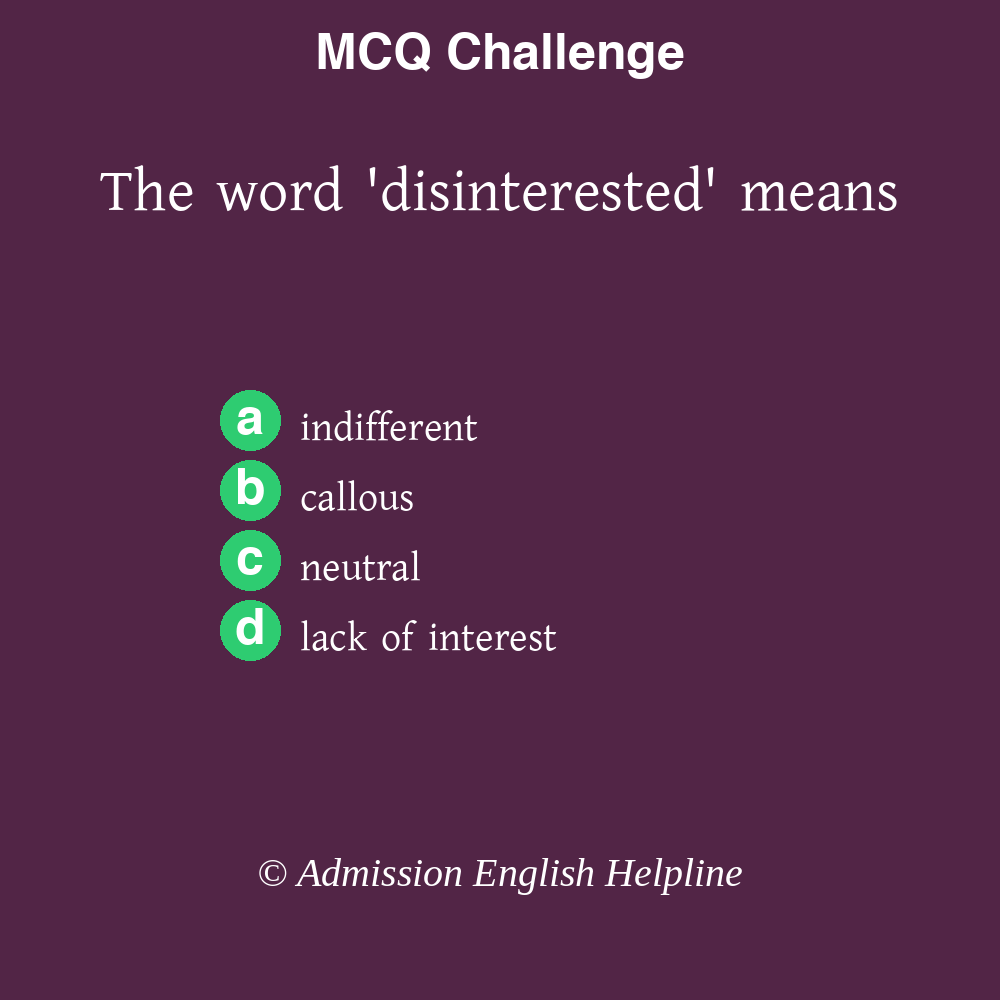 MCQ Challenge
The word 'disinterested' means
a indifferent
b callous
c neutral
d lack of interest
© Admission English Helpline